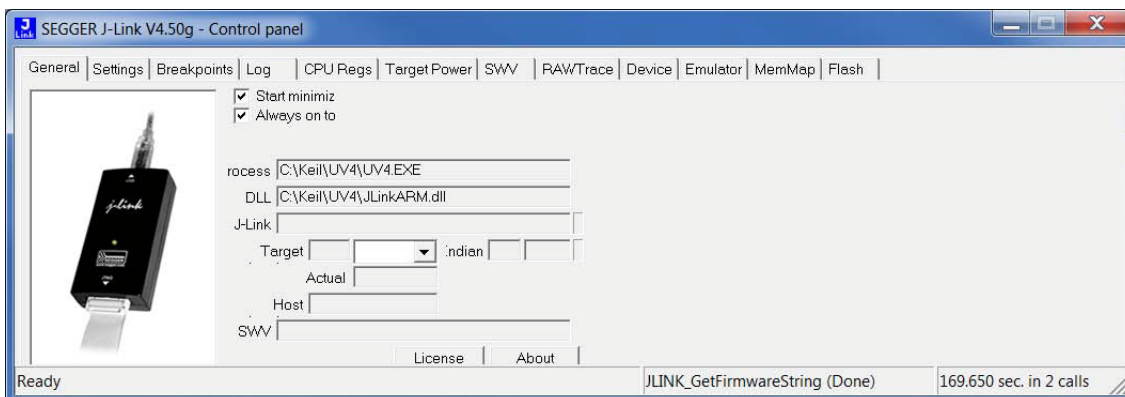 SEGGER J-Link V4.50g - Control panel
General Settings Breakpoints Log CPU Regs Target Power SWV RAWTrace Device Emulator MemMap Flash
Start minimiz
Always on to
rocess C:\Keil\UV4\UV4.EXE
DLL C:\Keil\UV4\JLinkARM.dll
J-Link
Target ndian
Actual
Host
SWV
License About
j-link
Ready JLINK_GetFirmwareString (Done) 169.650 sec. in 2 calls